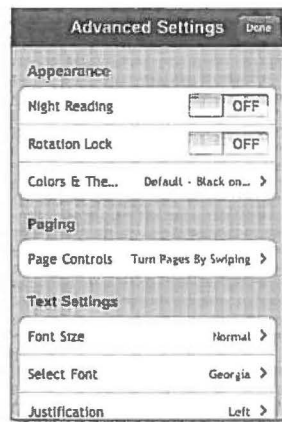 Advanced Settings Done
Appearance
Night Reading OFF
Rotation Lock OFF
Colors & The... Default - Black on... >
Paging
Page Controls Turn Pages By Swiping >
Text Settings
Font Size Normal >
Select Font Georgia >
Justification Left >